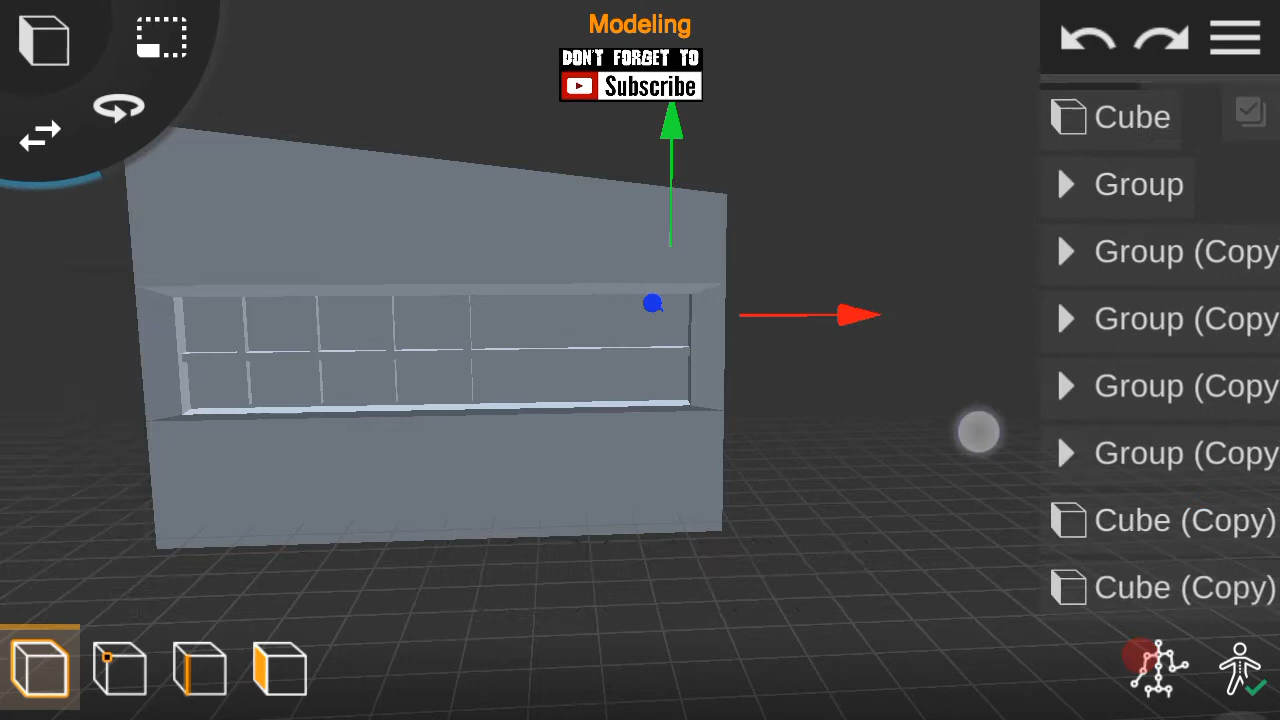 Modeling
DON'T FORGET TO
Subscribe
Cube
Group
Group (Copy
Group (Copy
Group (Copy
Group (Copy
Cube (Copy)
Cube (Copy)